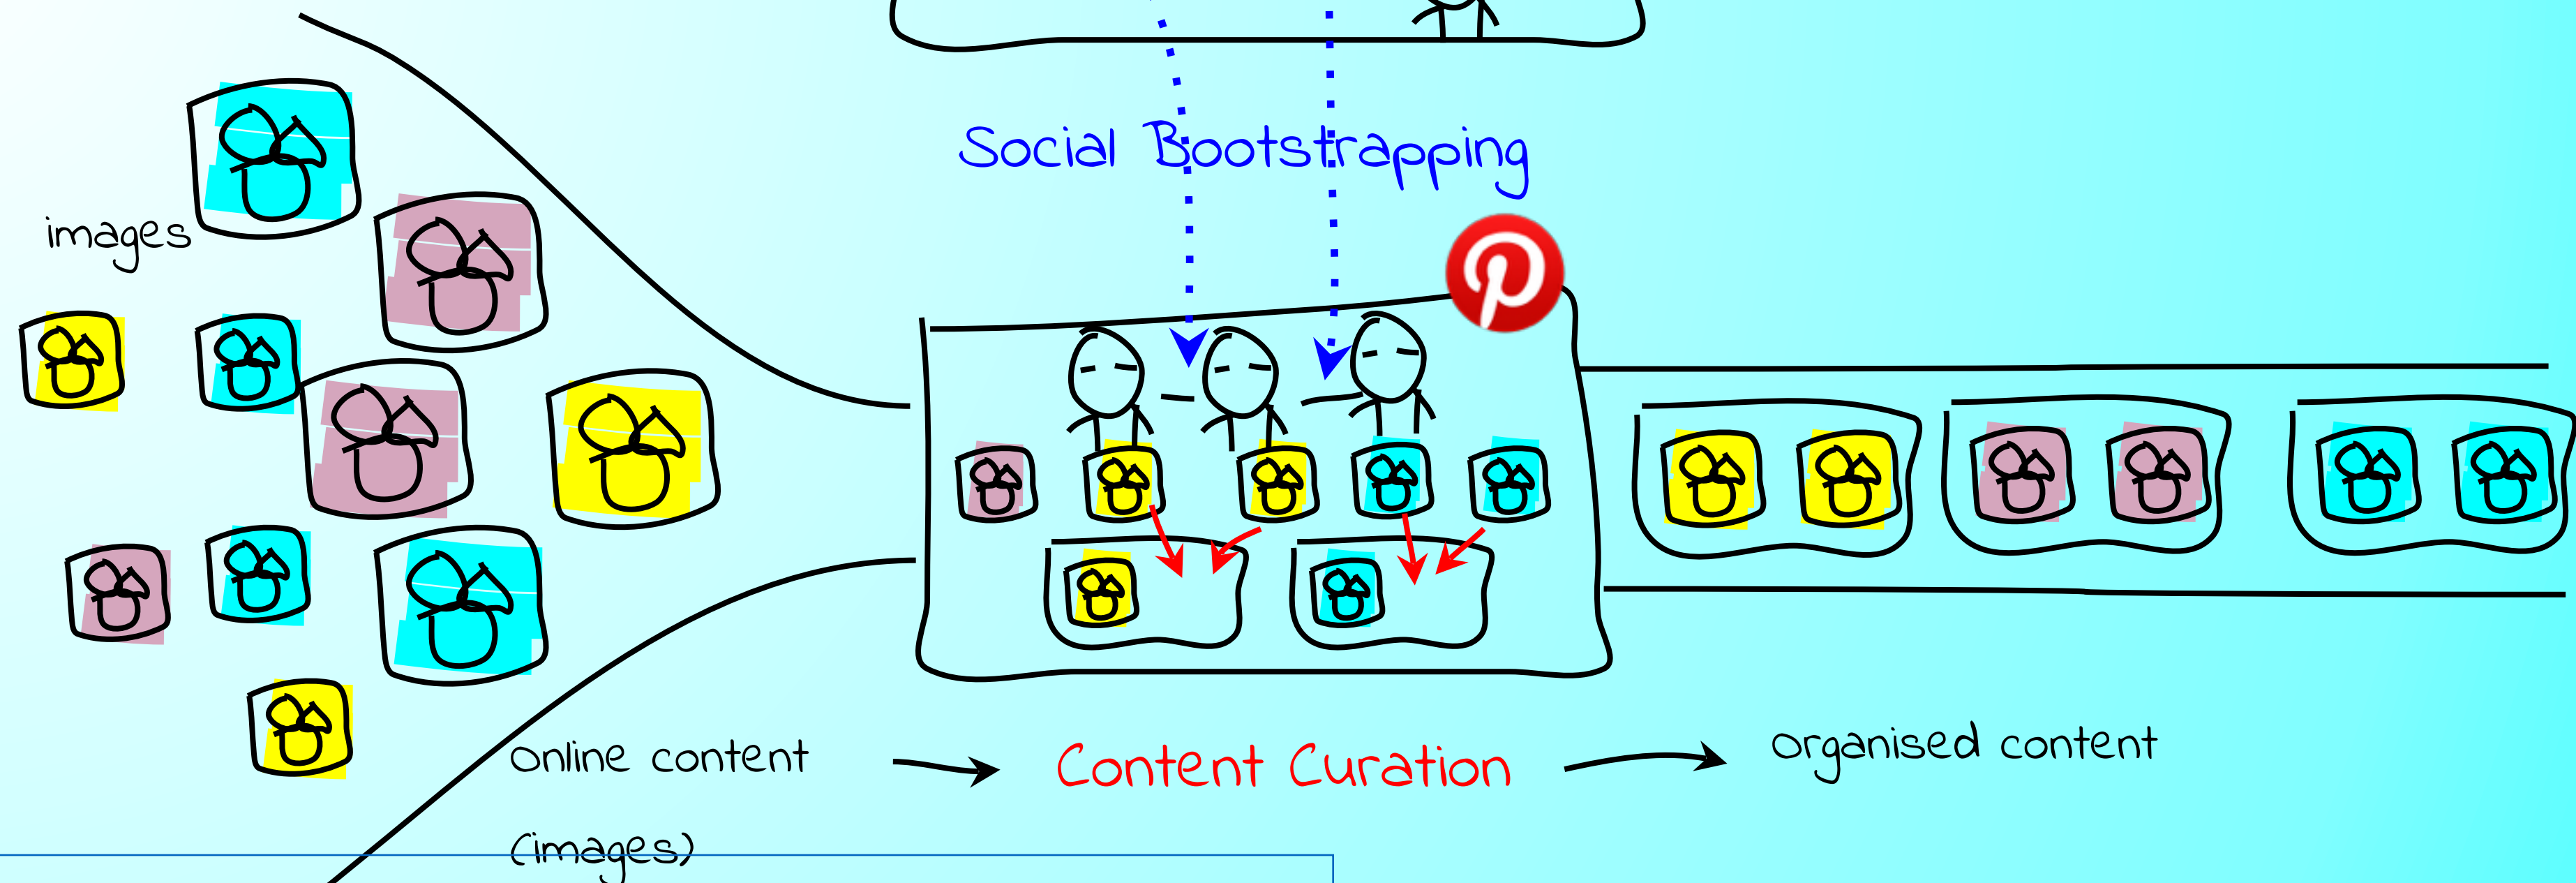 Social Bootstrapping
images
Online content
Content Curation
Organised content
(images)